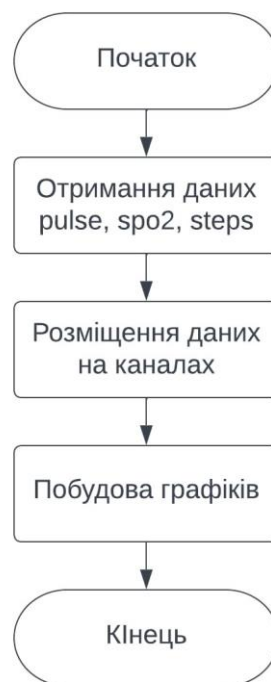 Початок
Отримання даних
pulse, spo2, steps
Розміщення даних
на каналах
Побудова графіків
КІнець